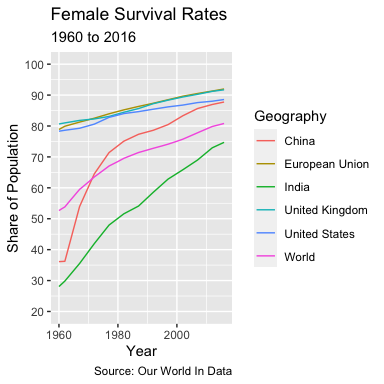 Female Survival Rates
1960 to 2016
Share of Population
100
90
80
70
60
50
40
30
20
1960
1980
2000
Year
Source: Our World In Data
Geography
China
European Union
India
United Kingdom
United States
World